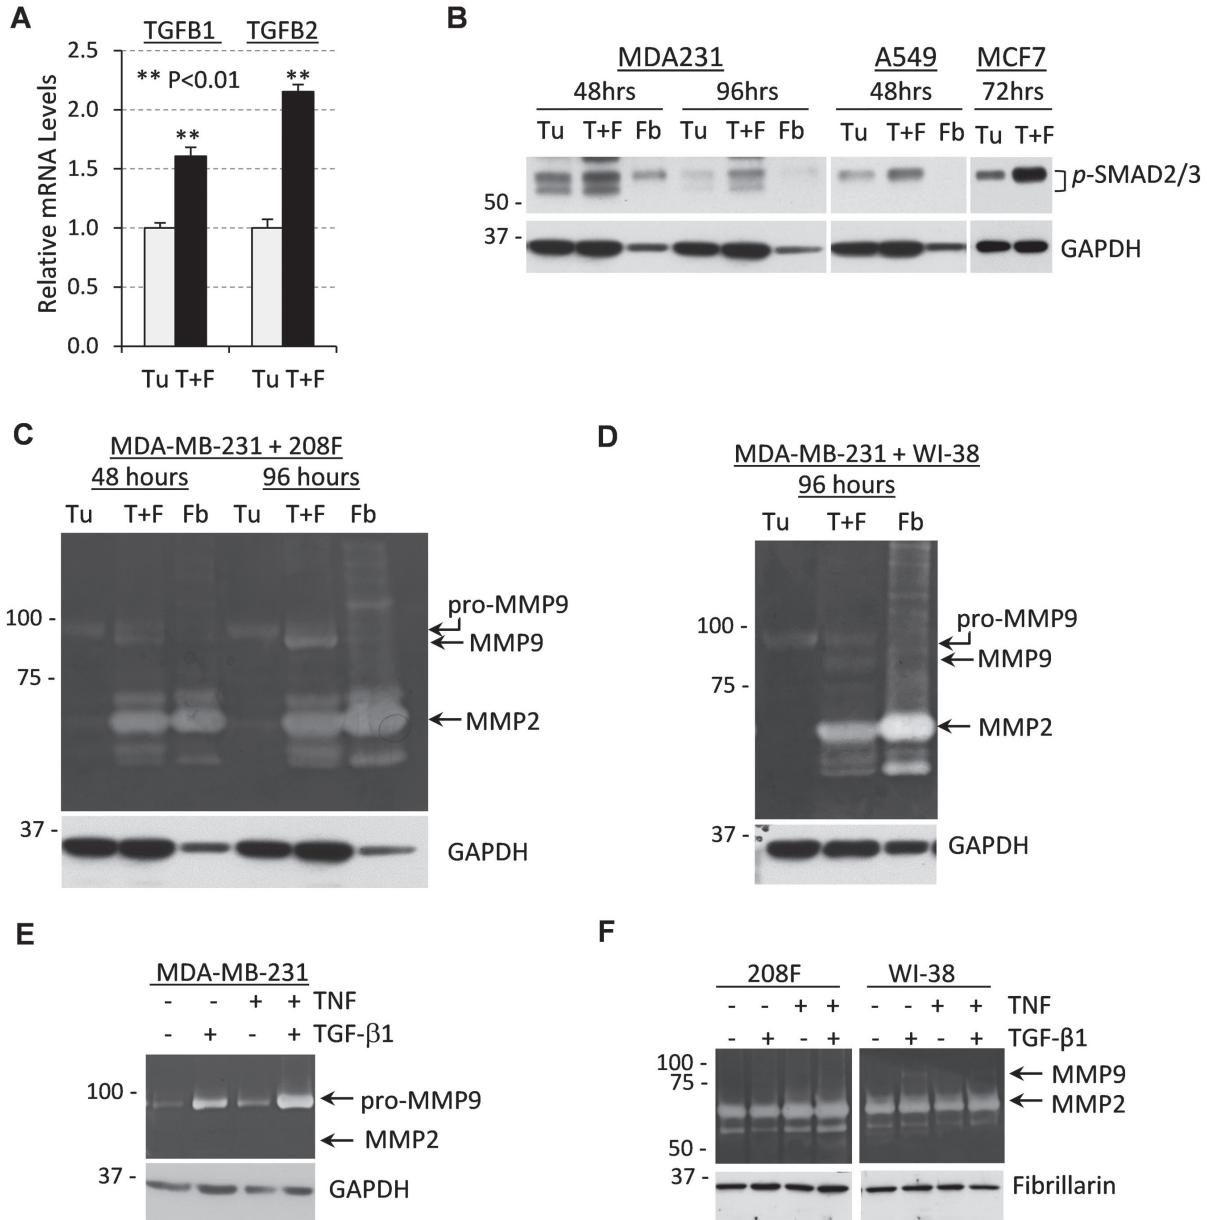 A
TGFB1 TGFB2
Relative mRNA Levels
2.5
2.0
1.5
1.0
0.5
0.0
** P<0.01
**
**
Tu T+F Tu T+F
B
MDA231 A549 MCF7
48hrs 96hrs 48hrs 72hrs
Tu T+F Fb Tu T+F Fb Tu T+F Fb Tu T+F
p-SMAD2/3
50 -
37 -
GAPDH
C
MDA-MB-231 + 208F
48 hours 96 hours
Tu T+F Fb Tu T+F Fb
100 -
pro-MMP9
MMP9
75 -
MMP2
37 -
GAPDH
D
MDA-MB-231 + WI-38
96 hours
Tu T+F Fb
100 -
pro-MMP9
MMP9
75 -
MMP2
37 -
GAPDH
E
MDA-MB-231
- - + + TNF
- + - + TGF-β1
100 -
pro-MMP9
MMP2
37 -
GAPDH
F
208F WI-38
- - + + - - + + TNF
- + - + - + - + TGF-β1
100 -
75 -
MMP9
MMP2
50 -
37 -
Fibrillarin